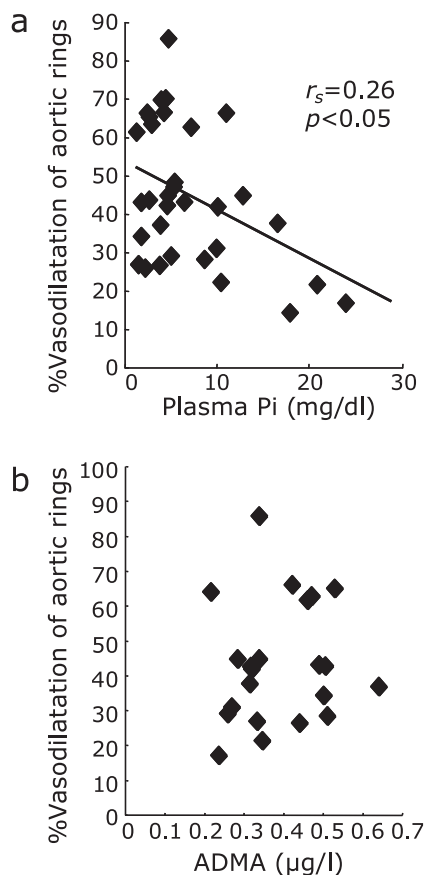 a
%Vasodilatation of aortic rings
90
80
70
60
50
40
30
20
10
0
r_s=0.26
p<0.05
0 10 20 30
Plasma Pi (mg/dl)
b
%Vasodilatation of aortic rings
100
90
80
70
60
50
40
30
20
10
0
0 0.1 0.2 0.3 0.4 0.5 0.6 0.7
ADMA (µg/l)